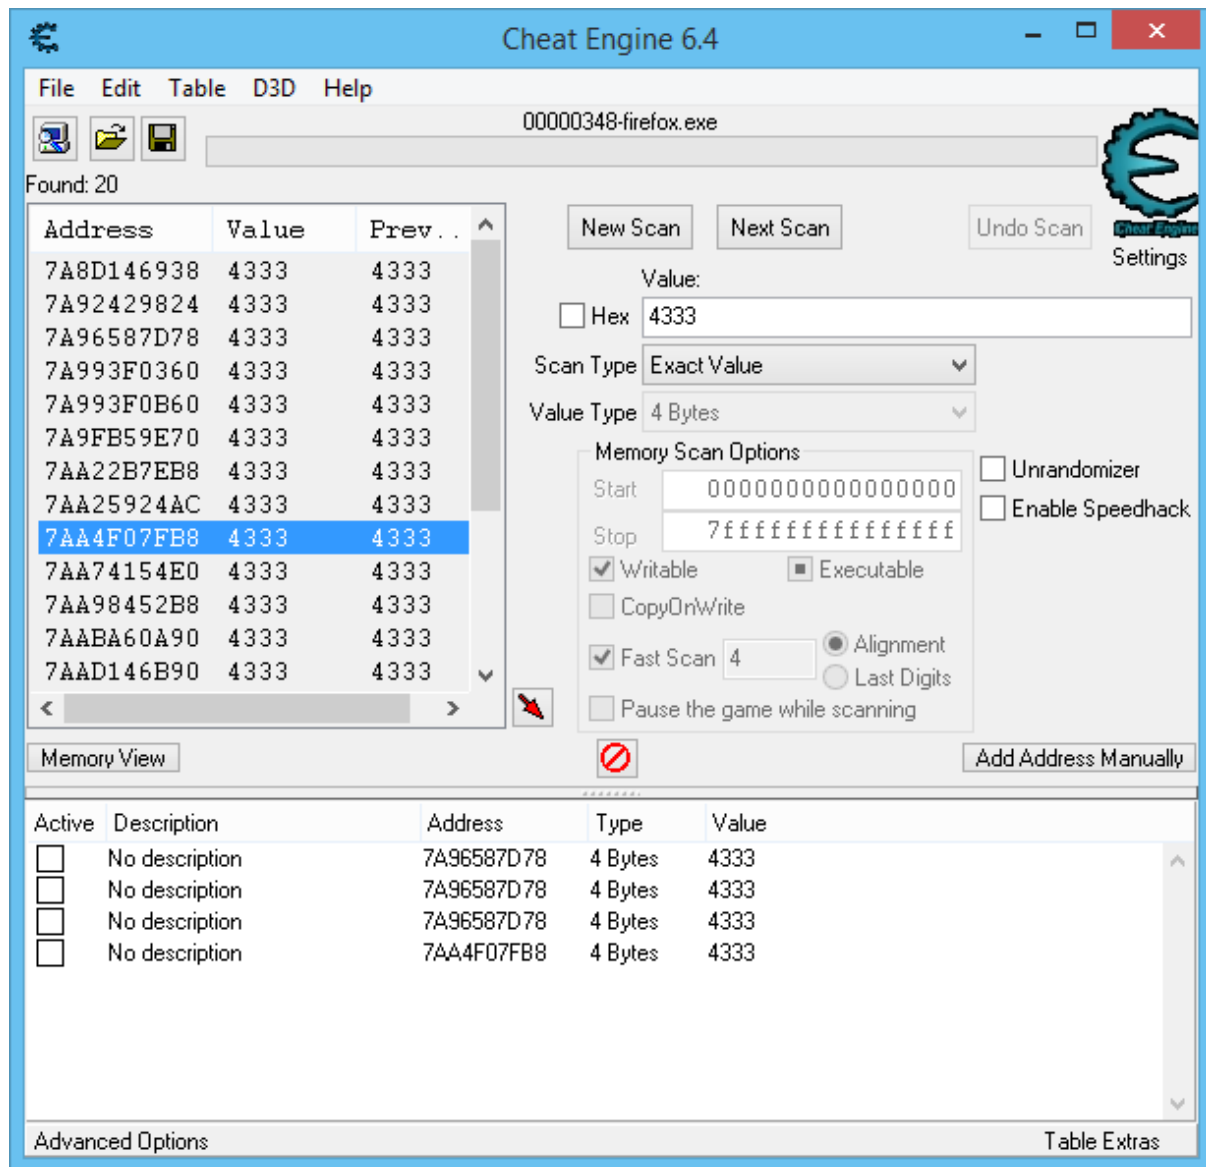 Cheat Engine 6.4
File Edit Table D3D Help
00000348-firefox.exe
Found: 20
Address Value Prev..
7A8D146938 4333 4333
7A92429824 4333 4333
7A96587D78 4333 4333
7A993F0360 4333 4333
7A993F0B60 4333 4333
7A9FB59E70 4333 4333
7AA22B7EB8 4333 4333
7AA25924AC 4333 4333
7AA4F07FB8 4333 4333
7AA74154E0 4333 4333
7AA98452B8 4333 4333
7AABA60A90 4333 4333
7AAD146B90 4333 4333
New Scan Next Scan Undo Scan
Cheat Engine
Settings
Value:
Hex 4333
Scan Type Exact Value
Value Type 4 Bytes
Memory Scan Options
Start 0000000000000000
Stop 7fffffffffffffff
Writable Executable
CopyOnWrite
Fast Scan 4 Alignment
Last Digits
Pause the game while scanning
Unrandomizer
Enable Speedhack
Memory View Add Address Manually
Active Description Address Type Value
No description 7A96587D78 4 Bytes 4333
No description 7A96587D78 4 Bytes 4333
No description 7A96587D78 4 Bytes 4333
No description 7AA4F07FB8 4 Bytes 4333
Advanced Options Table Extras